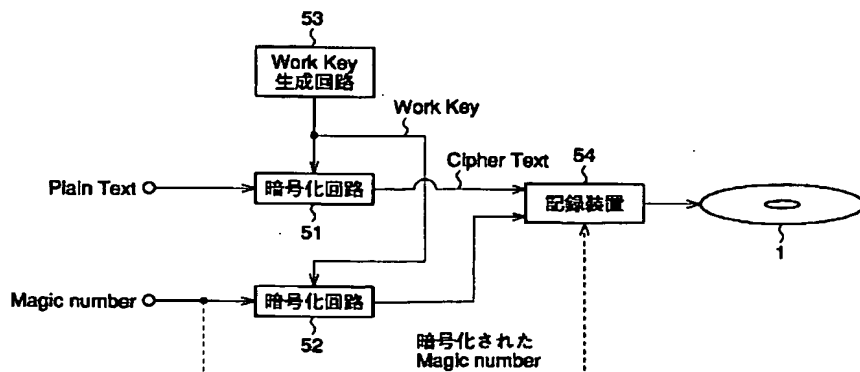 53
Work Key
生成回路
Work Key
Cipher Text
54
Plain Text
暗号化回路
記録装置
51
1
Magic number
暗号化回路
52
暗号化された
Magic number